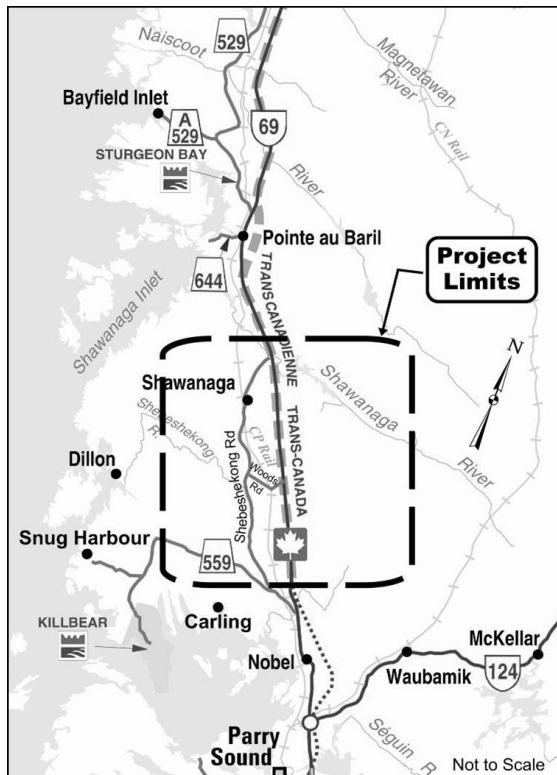 529
Naiscoot
Magnetawan
River
Bayfield Inlet
A
529
69
CN Rail
STURGEON BAY
River
Pointe au Baril
Project
Limits
644
TRANSCANADIENNE
Shawanaga Inlet
N
Shawanaga
Shawanaga
River
Shebeshekong
R
TRANS-CANADA
CP Rail
Shebeshekong Rd
Woods
Rd
Dillon
Snug Harbour
559
KILLBEAR
Carling
McKellar
Nobel
Waubamik
124
Parry
Sound
Séguin R
Not to Scale